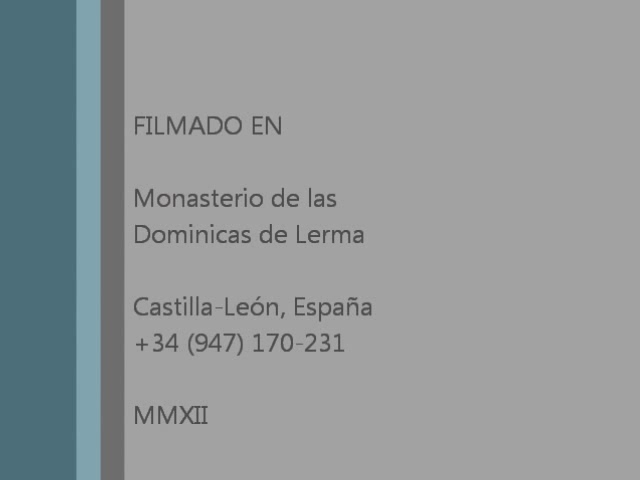 FILMADO EN
Monasterio de las
Dominicas de Lerma
Castilla-León, España
+34 (947) 170-231
MMXII